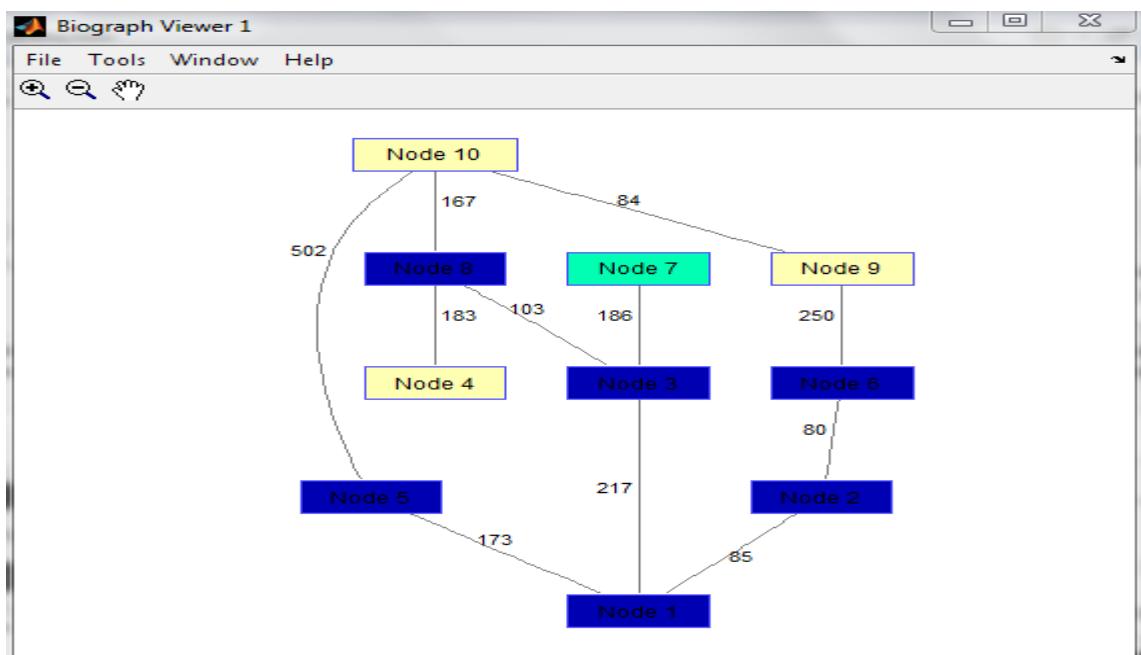 Biograph Viewer 1
File Tools Window Help
Node 10
167
84
502
Node 8
Node 7
Node 9
183
103
186
250
Node 4
Node 3
Node 6
80
217
Node 5
Node 2
173
85
Node 1